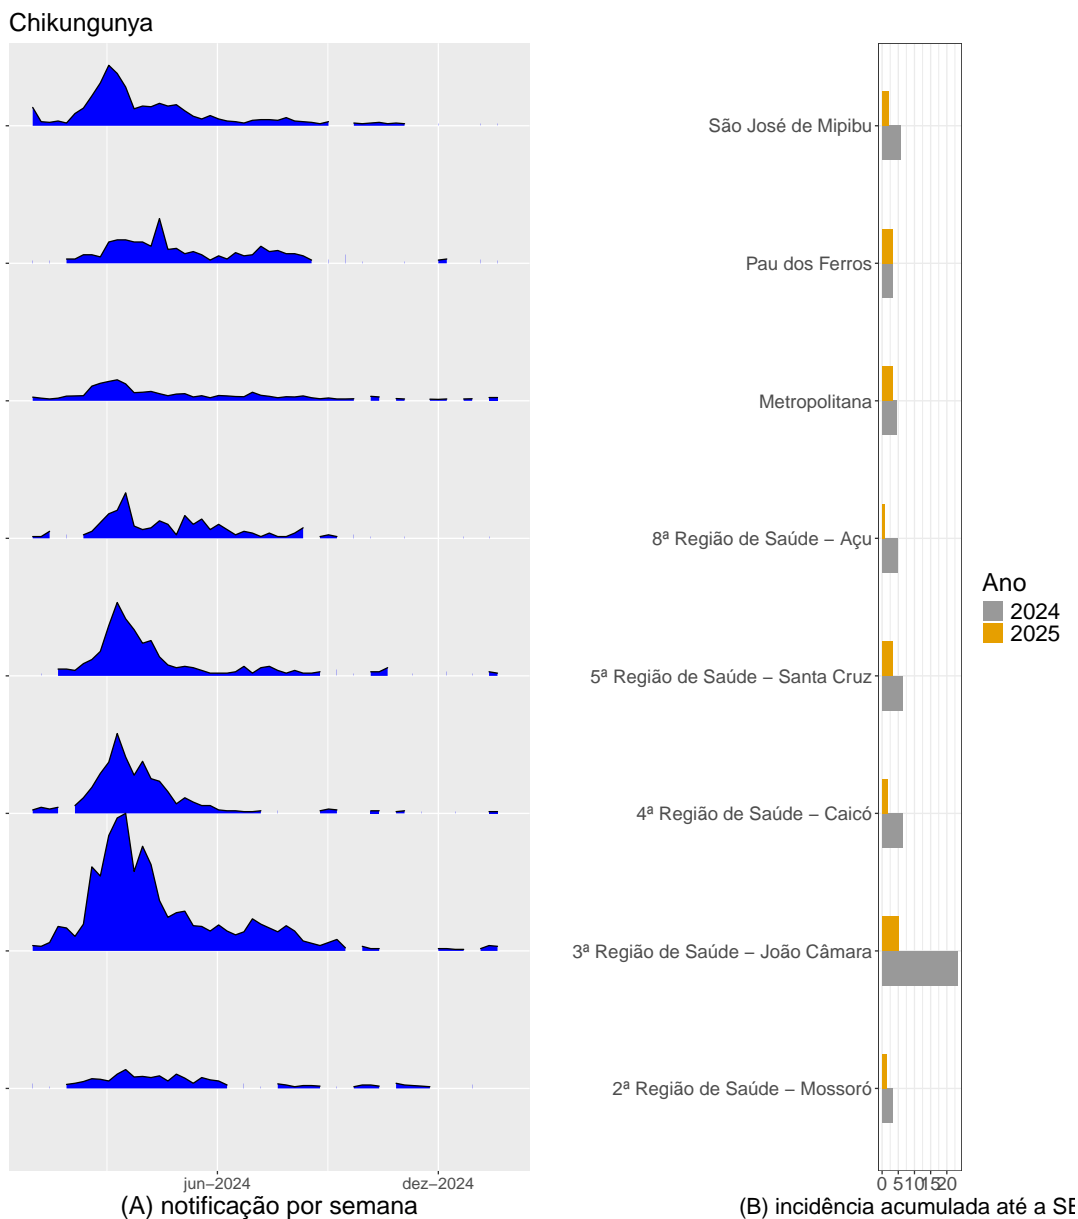 Chikungunya
São José de Mipibu
Pau dos Ferros
Metropolitana
8ª Região de Saúde − Açu
5ª Região de Saúde − Santa Cruz
4ª Região de Saúde − Caicó
3ª Região de Saúde − João Câmara
2ª Região de Saúde − Mossoró
Ano
2024
2025
jun−2024 dez−2024
0 5 10 15 20
(A) notificação por semana
(B) incidência acumulada até a SE